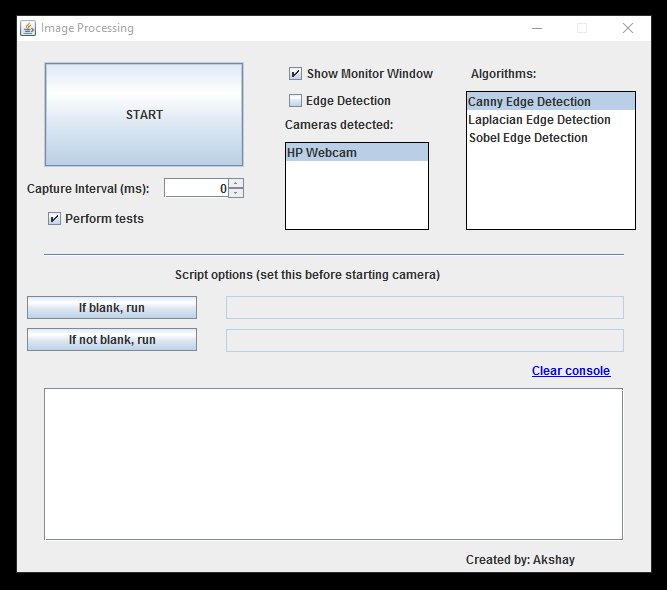 Image Processing
START
Show Monitor Window
Edge Detection
Cameras detected:
HP Webcam
Algorithms:
Canny Edge Detection
Laplacian Edge Detection
Sobel Edge Detection
Capture Interval (ms):
0
Perform tests
Script options (set this before starting camera)
If blank, run
If not blank, run
Clear console
Created by: Akshay